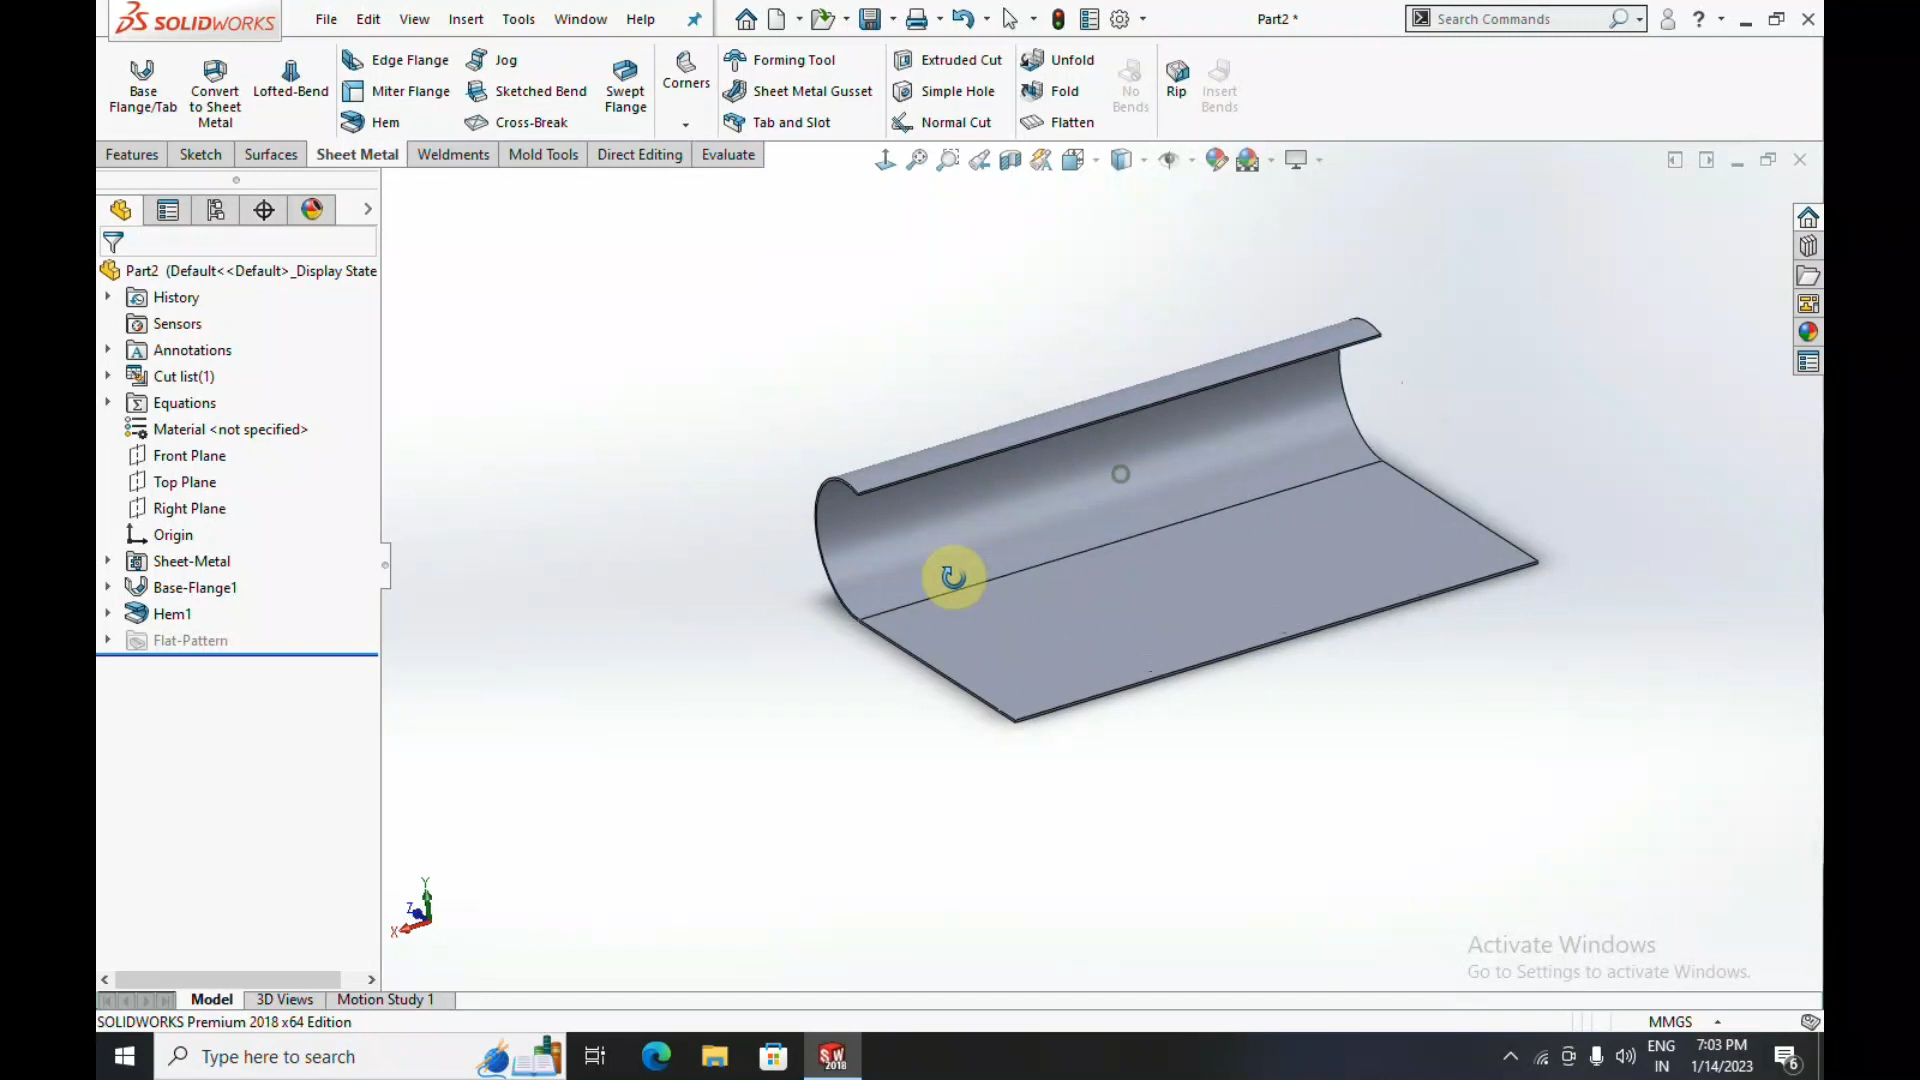 SOLIDWORKS File Edit View Insert Tools Window Help Part2 * Search Commands ?
Base Flange/Tab
Convert to Sheet Metal
Lofted-Bend
Edge Flange
Miter Flange
Hem
Jog
Sketched Bend
Cross-Break
Swept Flange
Corners
Forming Tool
Sheet Metal Gusset
Tab and Slot
Extruded Cut
Simple Hole
Normal Cut
Unfold
Fold
Flatten
No Bends
Rip
Insert Bends
Features Sketch Surfaces Sheet Metal Weldments Mold Tools Direct Editing Evaluate
Part2 (Default<<Default>_Display State
History
Sensors
Annotations
Cut list(1)
Equations
Material <not specified>
Front Plane
Top Plane
Right Plane
Origin
Sheet-Metal
Base-Flange1
Hem1
Flat-Pattern
Y
Z
X
Activate Windows
Go to Settings to activate Windows.
Model 3D Views Motion Study 1
SOLIDWORKS Premium 2018 x64 Edition MMGS
Type here to search
SW
2018
ENG
IN
7:03 PM
1/14/2023
6